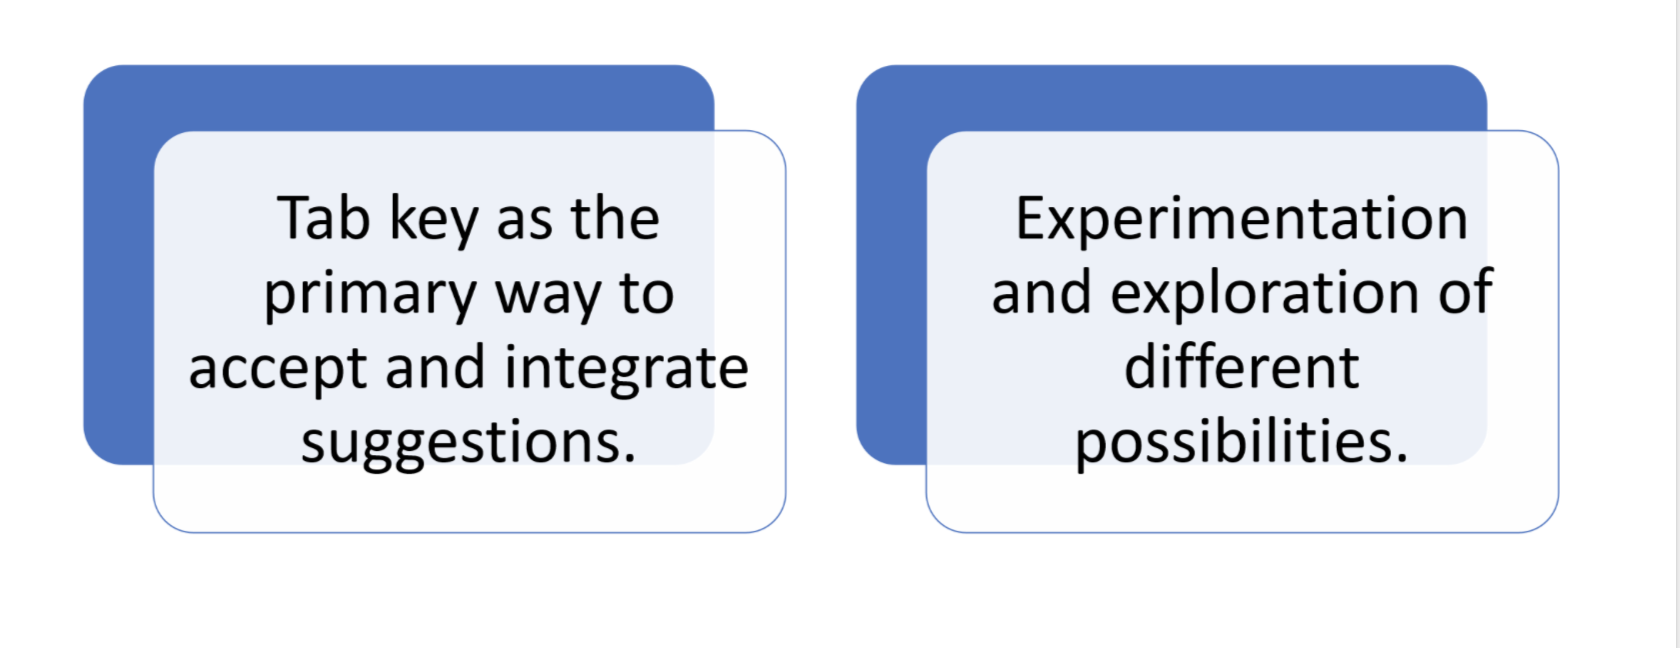 Tab key as the
primary way to
accept and integrate
suggestions.
Experimentation
and exploration of
different
possibilities.